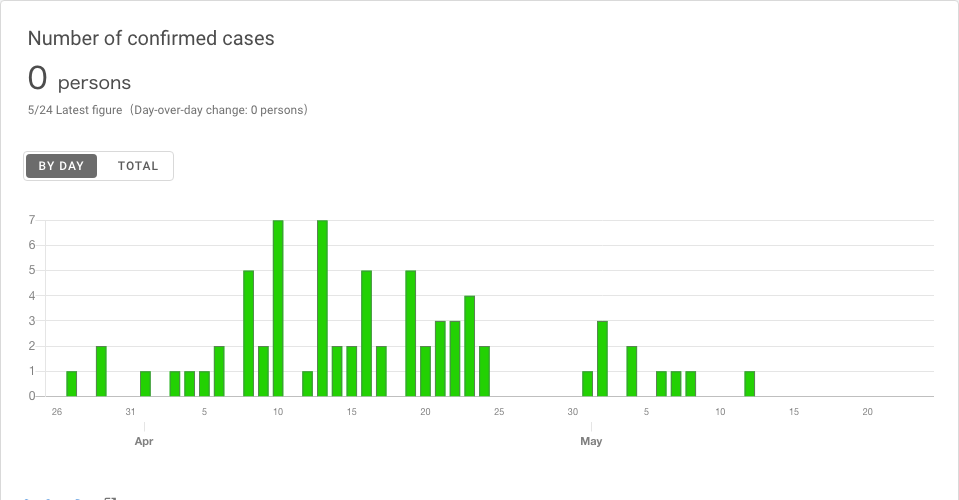 Number of confirmed cases
0 persons
5/24 Latest figure（Day-over-day change: 0 persons）
BY DAY TOTAL
7
6
5
4
3
2
1
0
26 31 5 10 15 20 25 30 5 10 15 20
Apr May